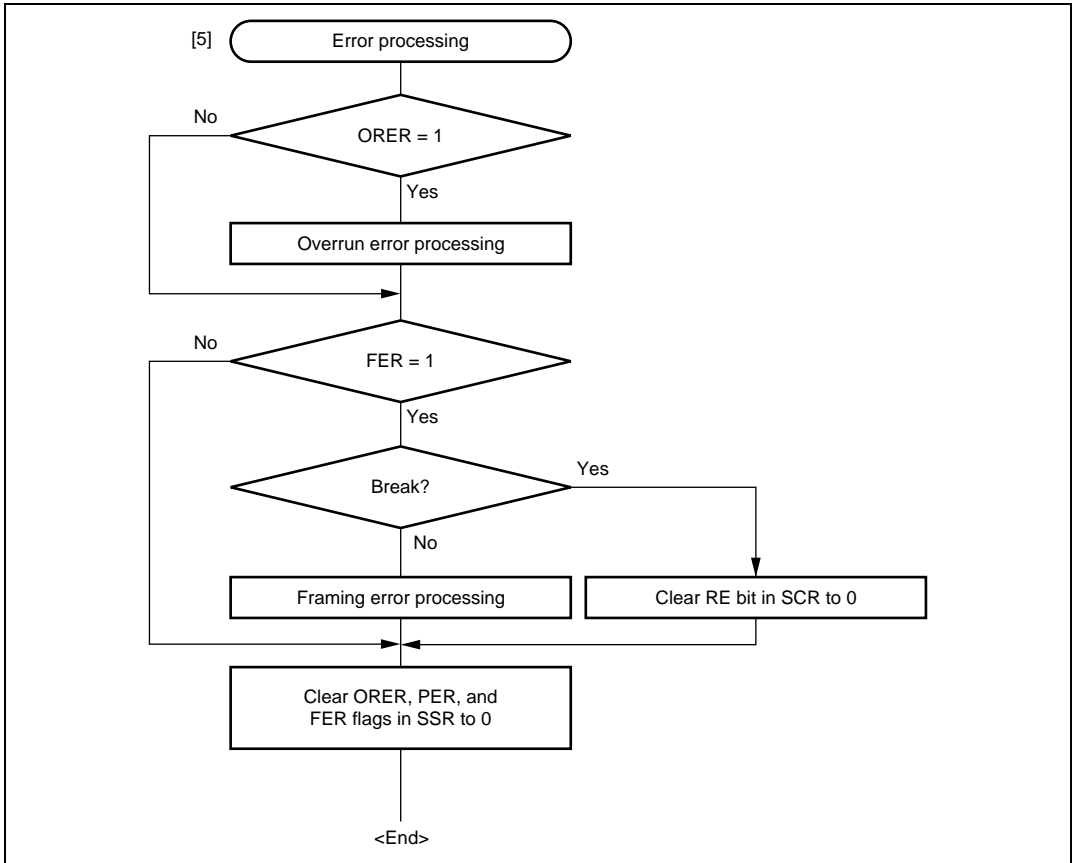 [5] Error processing
No
ORER = 1
Yes
Overrun error processing
No
FER = 1
Yes
Yes
Break?
No
Framing error processing
Clear RE bit in SCR to 0
Clear ORER, PER, and
FER flags in SSR to 0
<End>